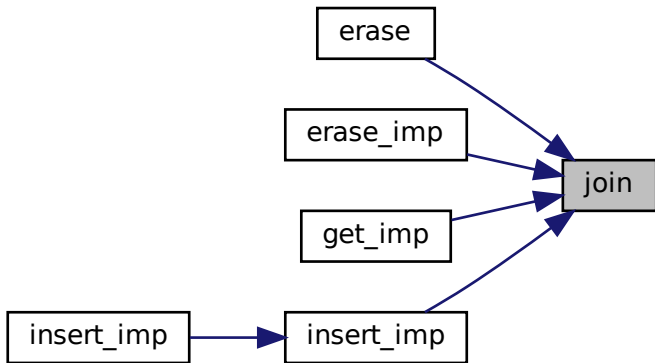 erase
erase_imp
join
get_imp
insert_imp
insert_imp